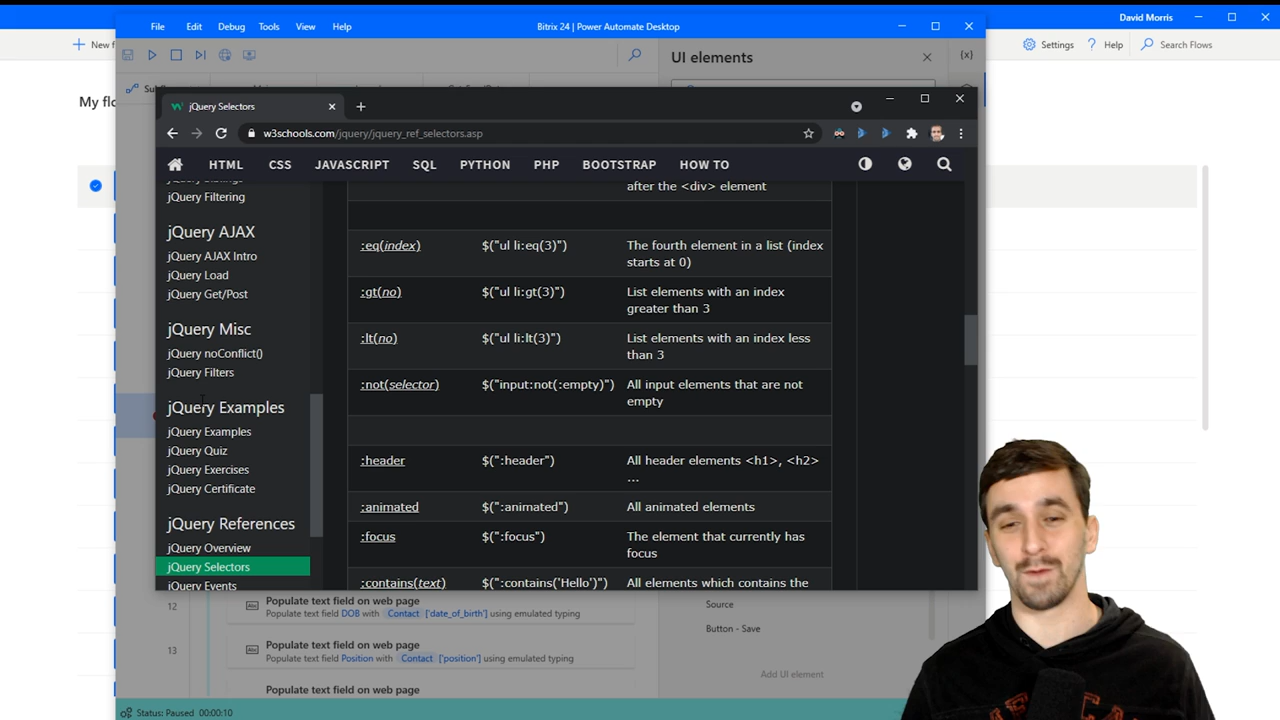 David Morris
File Edit Debug Tools View Help
Bitrix 24 | Power Automate Desktop
New f
Settings Help Search Flows
UI elements
{x}
My flo
jQuery Selectors
w3schools.com/jquery/jquery_ref_selectors.asp
HTML CSS JAVASCRIPT SQL PYTHON PHP BOOTSTRAP HOW TO
jQuery Filtering
jQuery AJAX
jQuery AJAX Intro
jQuery Load
jQuery Get/Post
jQuery Misc
jQuery noConflict()
jQuery Filters
jQuery Examples
jQuery Examples
jQuery Quiz
jQuery Exercises
jQuery Certificate
jQuery References
jQuery Overview
jQuery Selectors
jQuery Events
after the <div> element
:eq(index) $("ul li:eq(3)") The fourth element in a list (index
starts at 0)
:gt(no) $("ul li:gt(3)") List elements with an index
greater than 3
:lt(no) $("ul li:lt(3)") List elements with an index less
than 3
:not(selector) $("input:not(:empty)") All input elements that are not
empty
:header $(":header") All header elements <h1>, <h2>
...
:animated $(":animated") All animated elements
:focus $(":focus") The element that currently has
focus
:contains(text) $(":contains('Hello')") All elements which contains the
12 Populate text field on web page
Populate text field DOB with Contact ['date_of_birth'] using emulated typing
13 Populate text field on web page
Populate text field Position with Contact ['position'] using emulated typing
Populate text field on web page
Source
Button - Save
Add UI element
Status: Paused 00:00:10